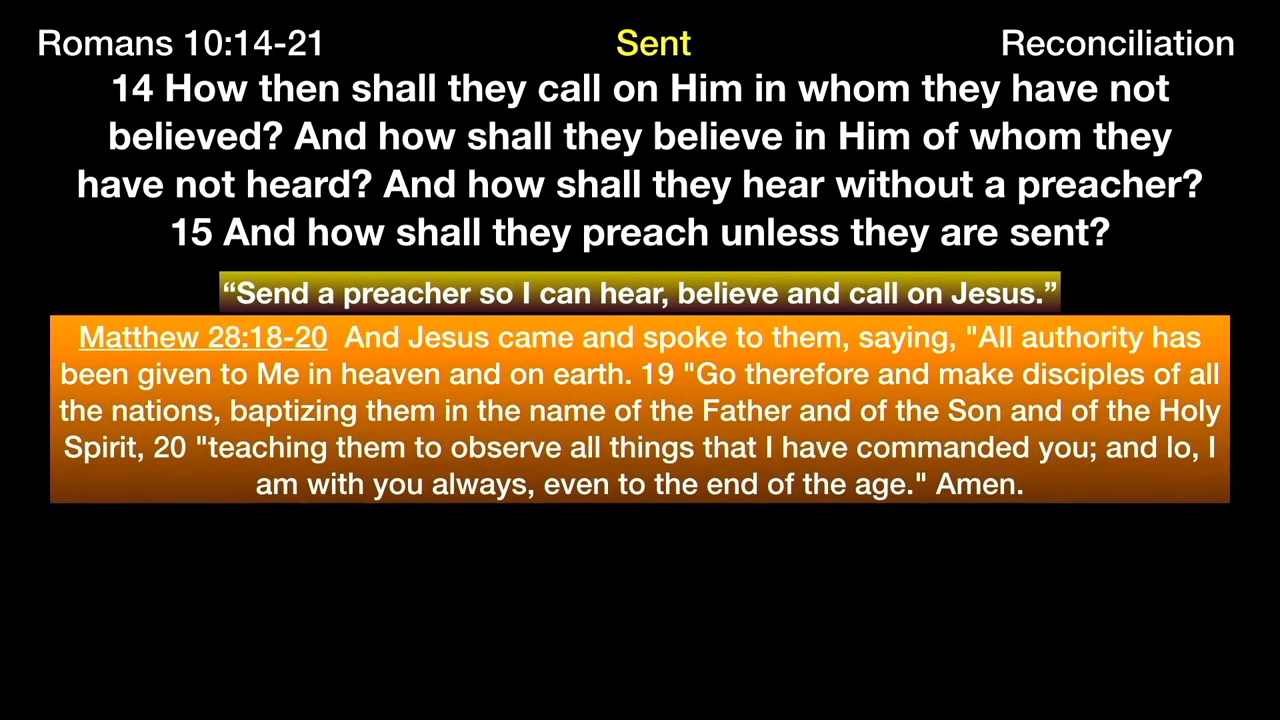 Romans 10:14-21 Sent Reconciliation
14 How then shall they call on Him in whom they have not
believed? And how shall they believe in Him of whom they
have not heard? And how shall they hear without a preacher?
15 And how shall they preach unless they are sent?
“Send a preacher so I can hear, believe and call on Jesus.”
Matthew 28:18-20 And Jesus came and spoke to them, saying, "All authority has
been given to Me in heaven and on earth. 19 "Go therefore and make disciples of all
the nations, baptizing them in the name of the Father and of the Son and of the Holy
Spirit, 20 "teaching them to observe all things that I have commanded you; and lo, I
am with you always, even to the end of the age." Amen.